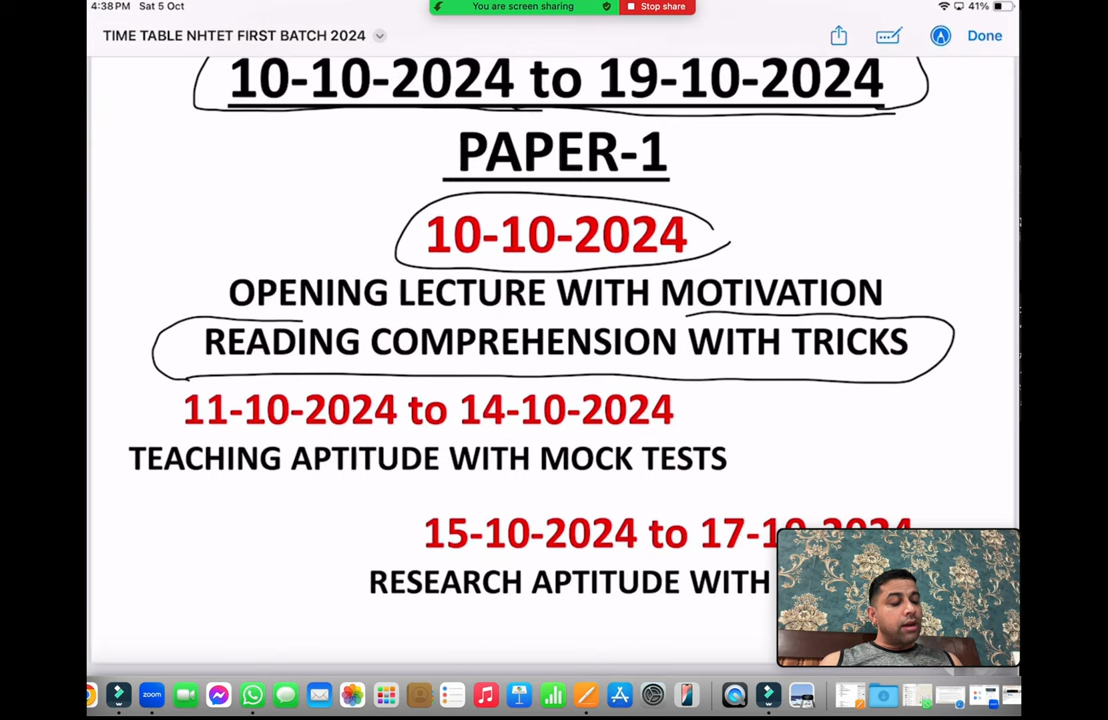 4:38 PM Sat 5 Oct
You are screen sharing
Stop share
41%
TIME TABLE NHTET FIRST BATCH 2024
Done
10-10-2024 to 19-10-2024
PAPER-1
10-10-2024
OPENING LECTURE WITH MOTIVATION
READING COMPREHENSION WITH TRICKS
11-10-2024 to 14-10-2024
TEACHING APTITUDE WITH MOCK TESTS
15-10-2024 to 17-10-2024
RESEARCH APTITUDE WITH
zoom